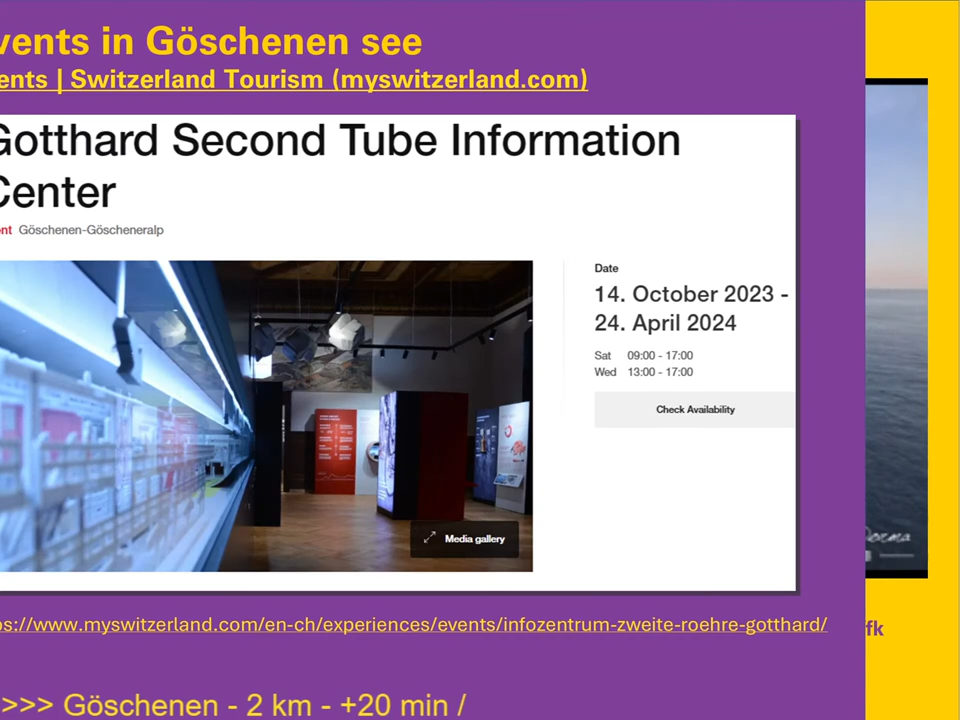 vents in Göschenen see
ents | Switzerland Tourism (myswitzerland.com)
Gotthard Second Tube Information
Center
nt Göschenen-Göscheneralp
Date
14. October 2023 -
24. April 2024
Sat 09:00 - 17:00
Wed 13:00 - 17:00
Check Availability
Media gallery
ps://www.myswitzerland.com/en-ch/experiences/events/infozentrum-zweite-roehre-gotthard/
fk
>>> Göschenen - 2 km - +20 min /